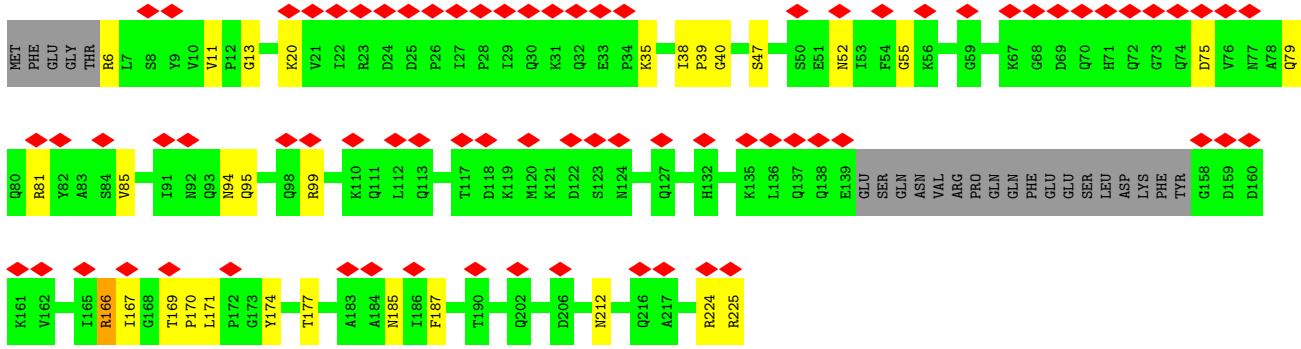 MET PHE GLU GLY THR R6 L7 S8 Y9 V10 V11 P12 G13 K20 V21 I22 R23 D24 D25 P26 I27 P28 I29 Q30 K31 Q32 E33 P34 K35 I38 P39 G40 S47 S50 E51 N52 I53 F54 G55 K56 G59 K67 G68 D69 Q70 H71 Q72 G73 Q74 D75 V76 N77 A78 Q79
Q80 R81 Y82 A83 S84 V85 I91 N92 Q93 N94 Q95 Q98 R99 K110 Q111 L112 Q113 T117 D118 K119 M120 K121 D122 S123 N124 Q127 H132 K135 L136 Q137 Q138 E139 GLU SER GLN ASN VAL ARG PRO GLN GLN PHE GLU GLU SER LEU ASP LYS PHE TYR G158 D159 D160
K161 V162 I165 R166 I167 G168 T169 P170 L171 P172 G173 Y174 T177 A183 A184 N185 I186 F187 T190 Q202 D206 N212 Q216 A217 R224 R225